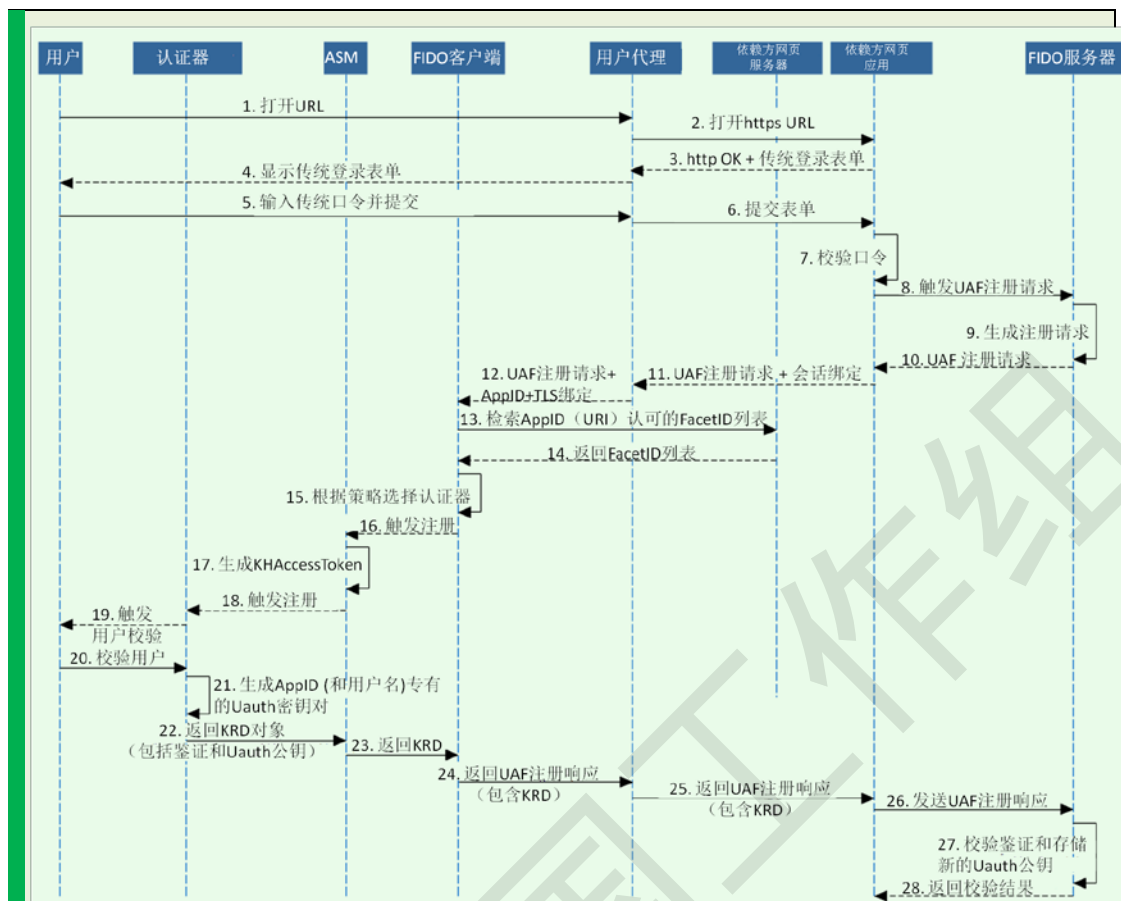 用户
认证器
ASM
FIDO客户端
用户代理
依赖方网页
服务器
依赖方网页
应用
FIDO服务器
1. 打开URL
2. 打开https URL
3. http OK + 传统登录表单
4. 显示传统登录表单
5. 输入传统口令并提交
6. 提交表单
7. 校验口令
8. 触发UAF注册请求
9. 生成注册请求
10. UAF 注册请求
11. UAF注册请求 + 会话绑定
12. UAF注册请求+
AppID+TLS绑定
13. 检索AppID（URI）认可的FacetID列表
14. 返回FacetID列表
15. 根据策略选择认证器
16. 触发注册
17. 生成KHAccessToken
18. 触发注册
19. 触发
用户校验
20. 校验用户
21. 生成AppID (和用户名)专有
的Uauth密钥对
22. 返回KRD对象
（包括鉴证和Uauth公钥）
23. 返回KRD
24. 返回UAF注册响应
（包含KRD）
25. 返回UAF注册响应
（包含KRD）
26. 发送UAF注册响应
27. 校验鉴证和存储
新的Uauth公钥
28. 返回校验结果
国工作组